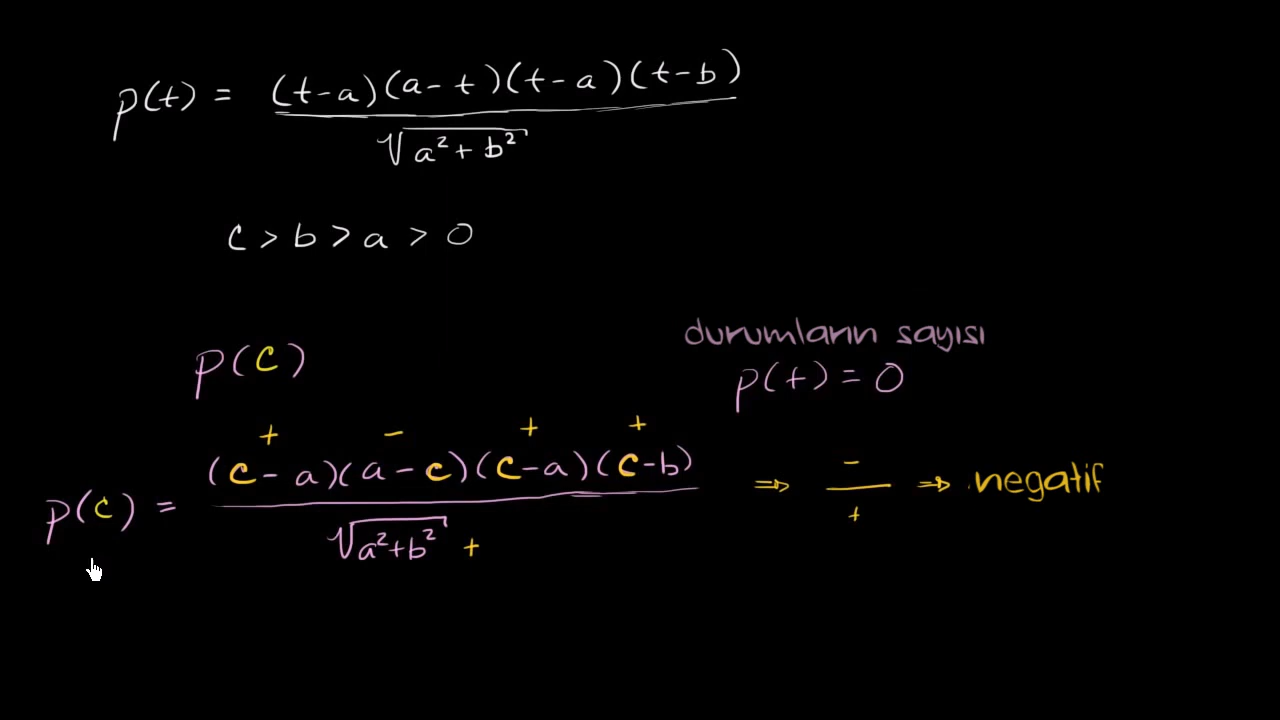 p(t) = (t-a)(a-t)(t-a)(t-b)
√a²+b²
c > b > a > 0
p(c)
durumların sayısı
p(t) = 0
+ - + +
p(c) = (c-a)(a-c)(c-a)(c-b) ⇒ - ⇒ negatif
√a²+b² + +